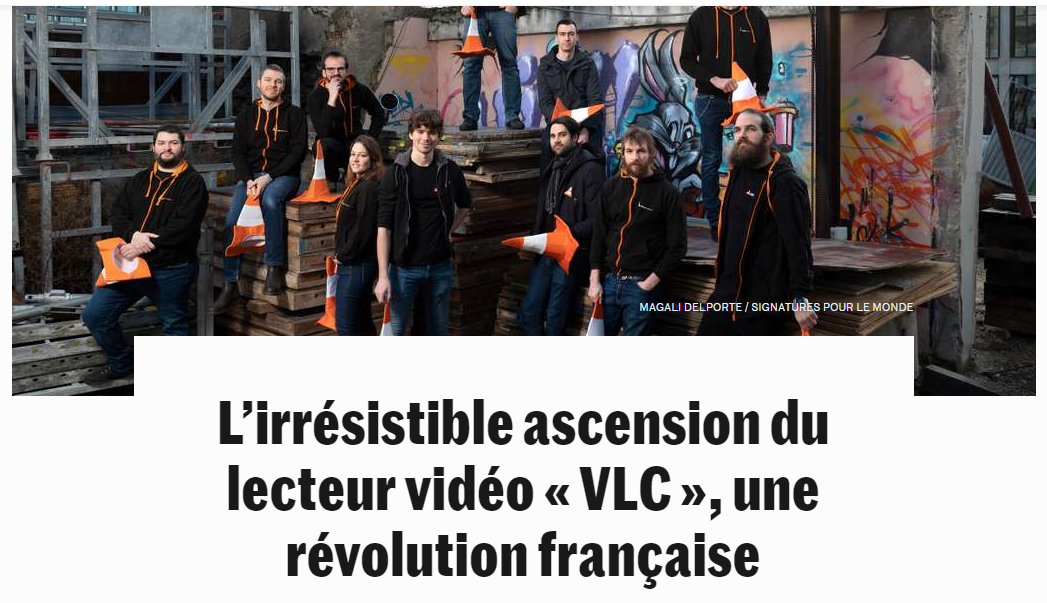 MAGALI DELPORTE / SIGNATURES POUR LE MONDE
L’irrésistible ascension du
lecteur vidéo « VLC », une
révolution française